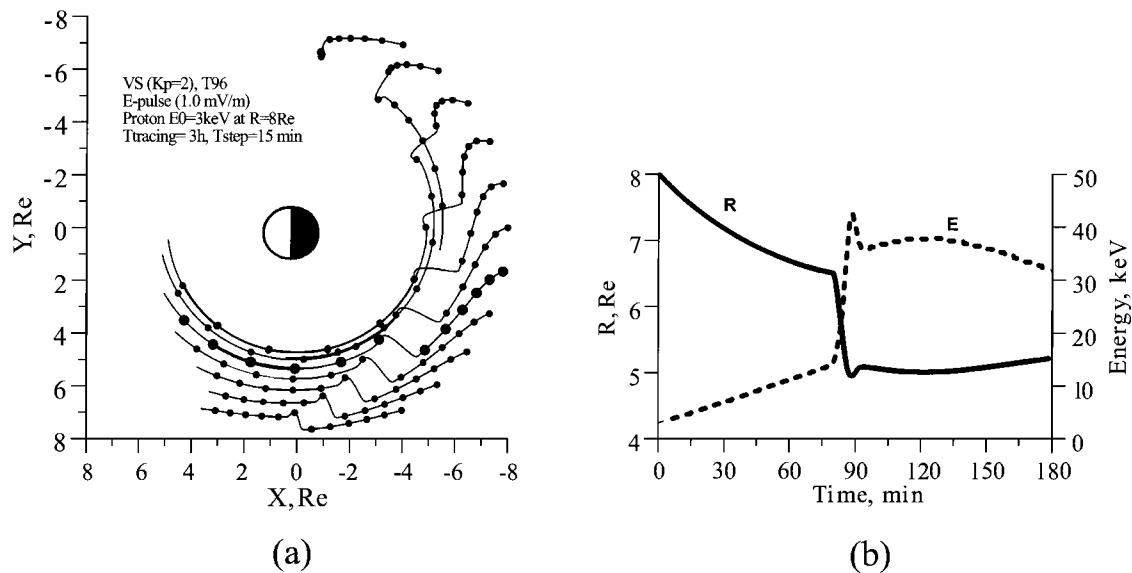 -8
-6
-4
-2
0
2
4
6
8
Y, Re
VS (Kp=2), T96
E-pulse (1.0 mV/m)
Proton E0=3keV at R=8Re
Ttracing= 3h, Tstep=15 min
8 6 4 2 0 -2 -4 -6 -8
X, Re
(a)
8
7
6
5
4
R, Re
R
E
50
40
30
20
10
0
Energy, keV
0 30 60 90 120 150 180
Time, min
(b)